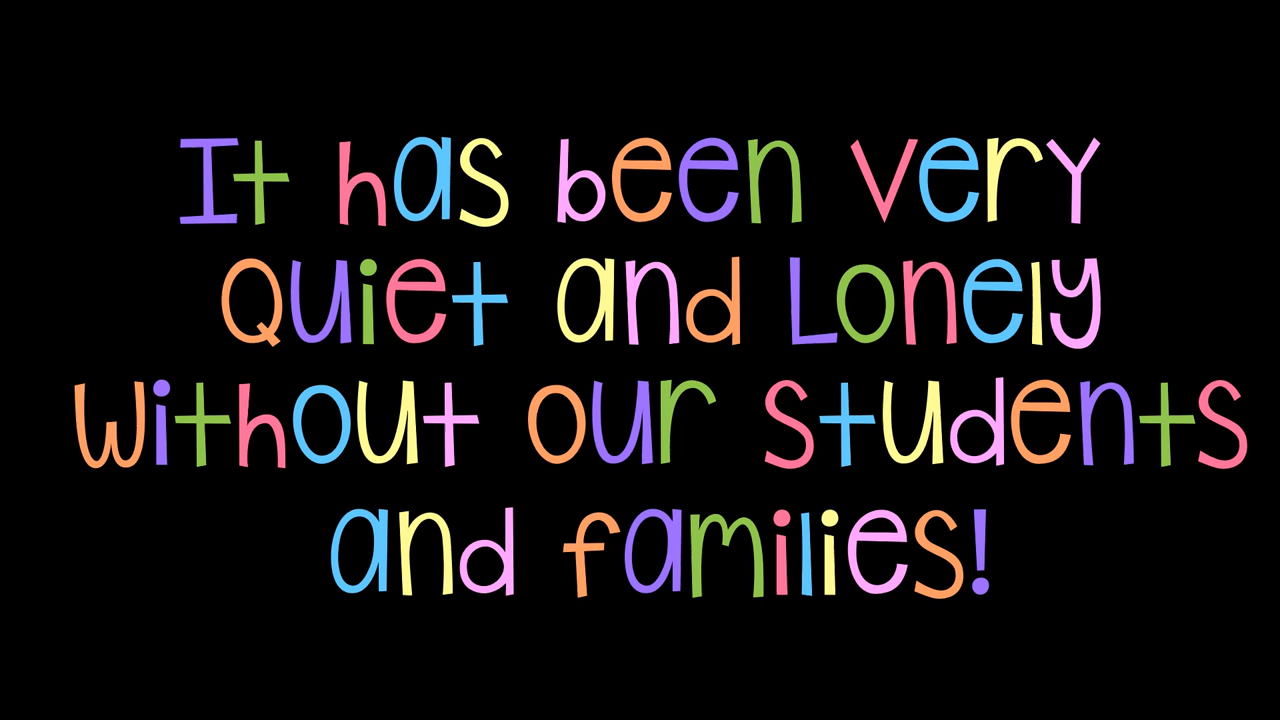 It has been very
Quiet and Lonely
without our students
and families!